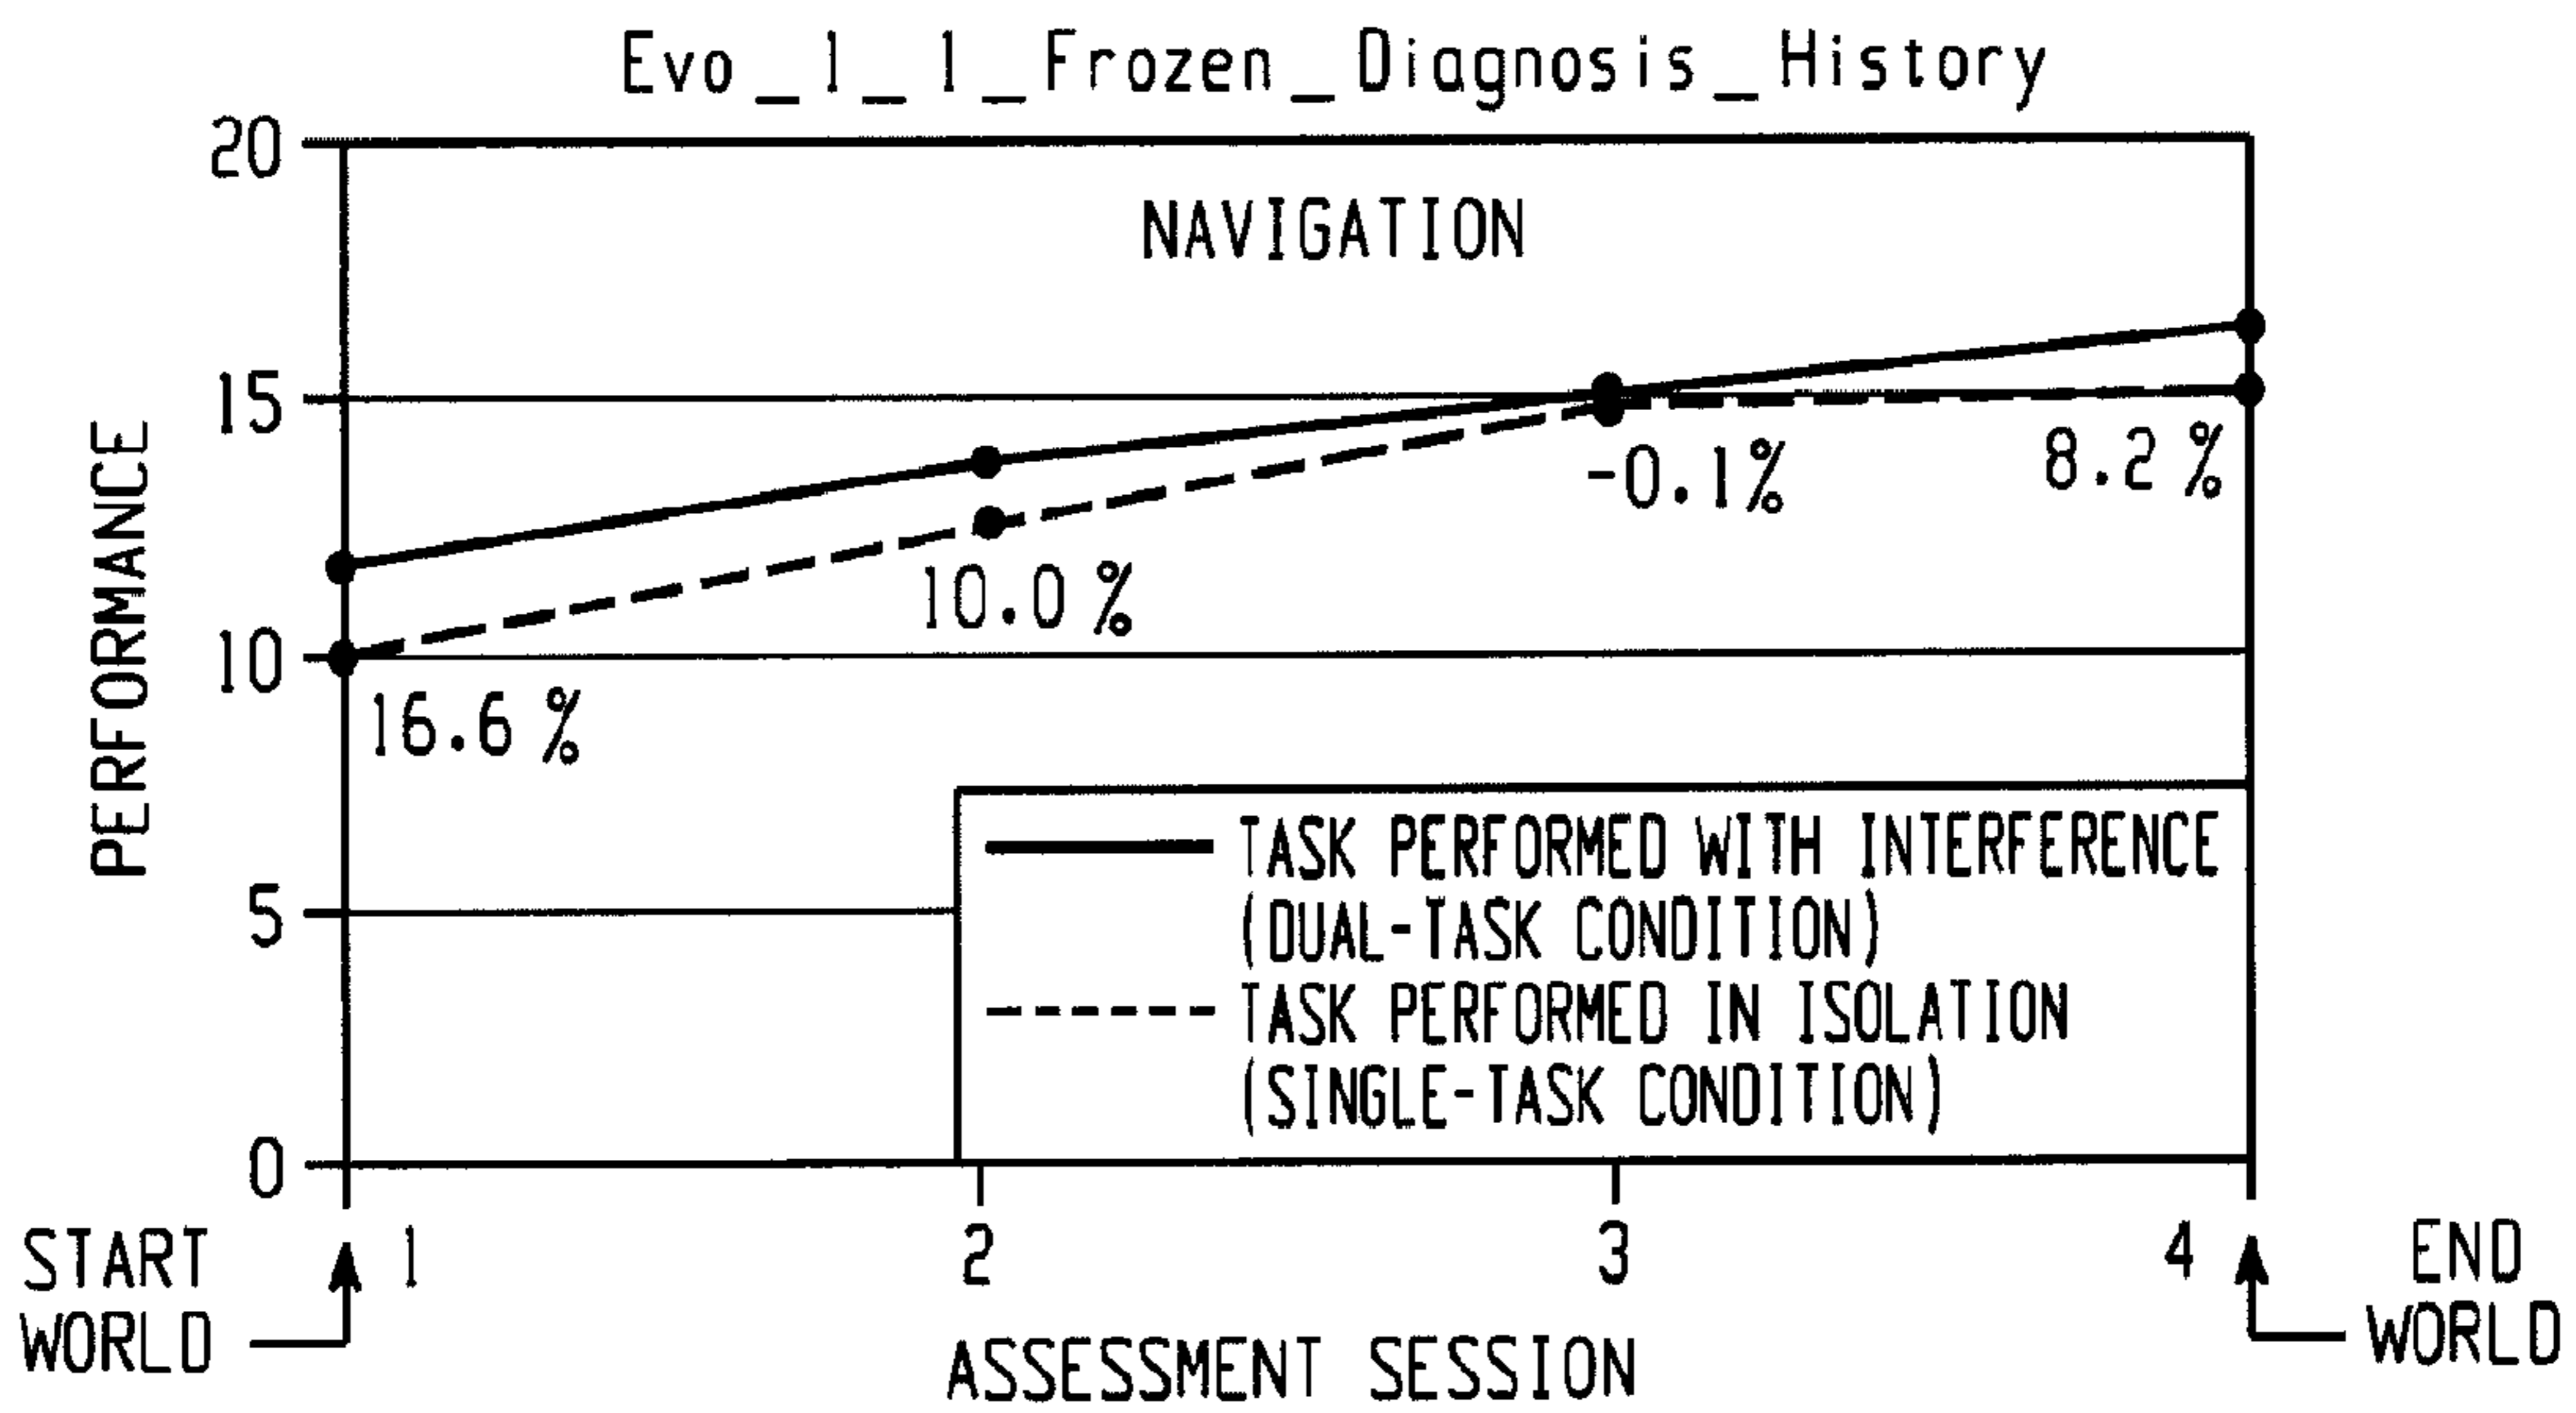 Evo_1_1_Frozen_Diagnosis_History
20
NAVIGATION
15
-0.1%
8.2%
10.0%
10
16.6%
PERFORMANCE
TASK PERFORMED WITH INTERFERENCE
(DUAL-TASK CONDITION)
5
TASK PERFORMED IN ISOLATION
(SINGLE-TASK CONDITION)
0
START
WORLD
1
2
3
4
END
WORLD
ASSESSMENT SESSION